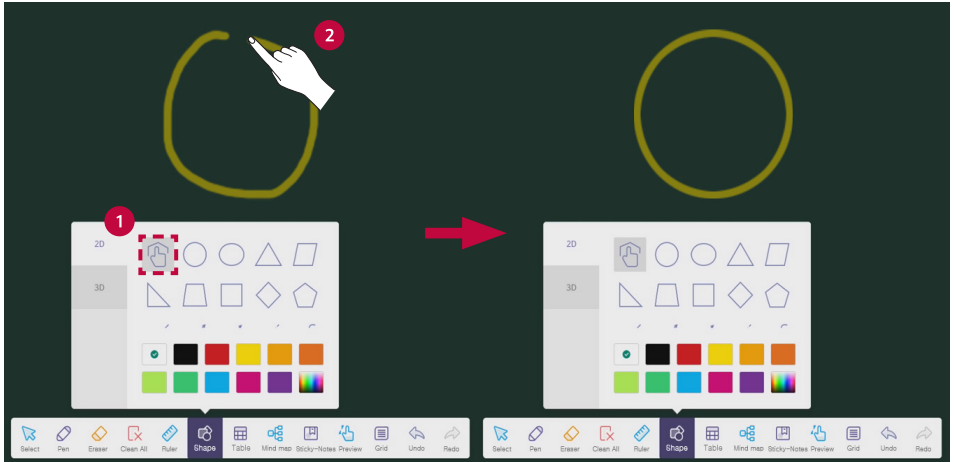 2
1
2D
3D
Select Pen Eraser Clean All Ruler Shape Table Mind map Sticky-Notes Preview Grid Undo Redo
2D
3D
Select Pen Eraser Clean All Ruler Shape Table Mind map Sticky-Notes Preview Grid Undo Redo